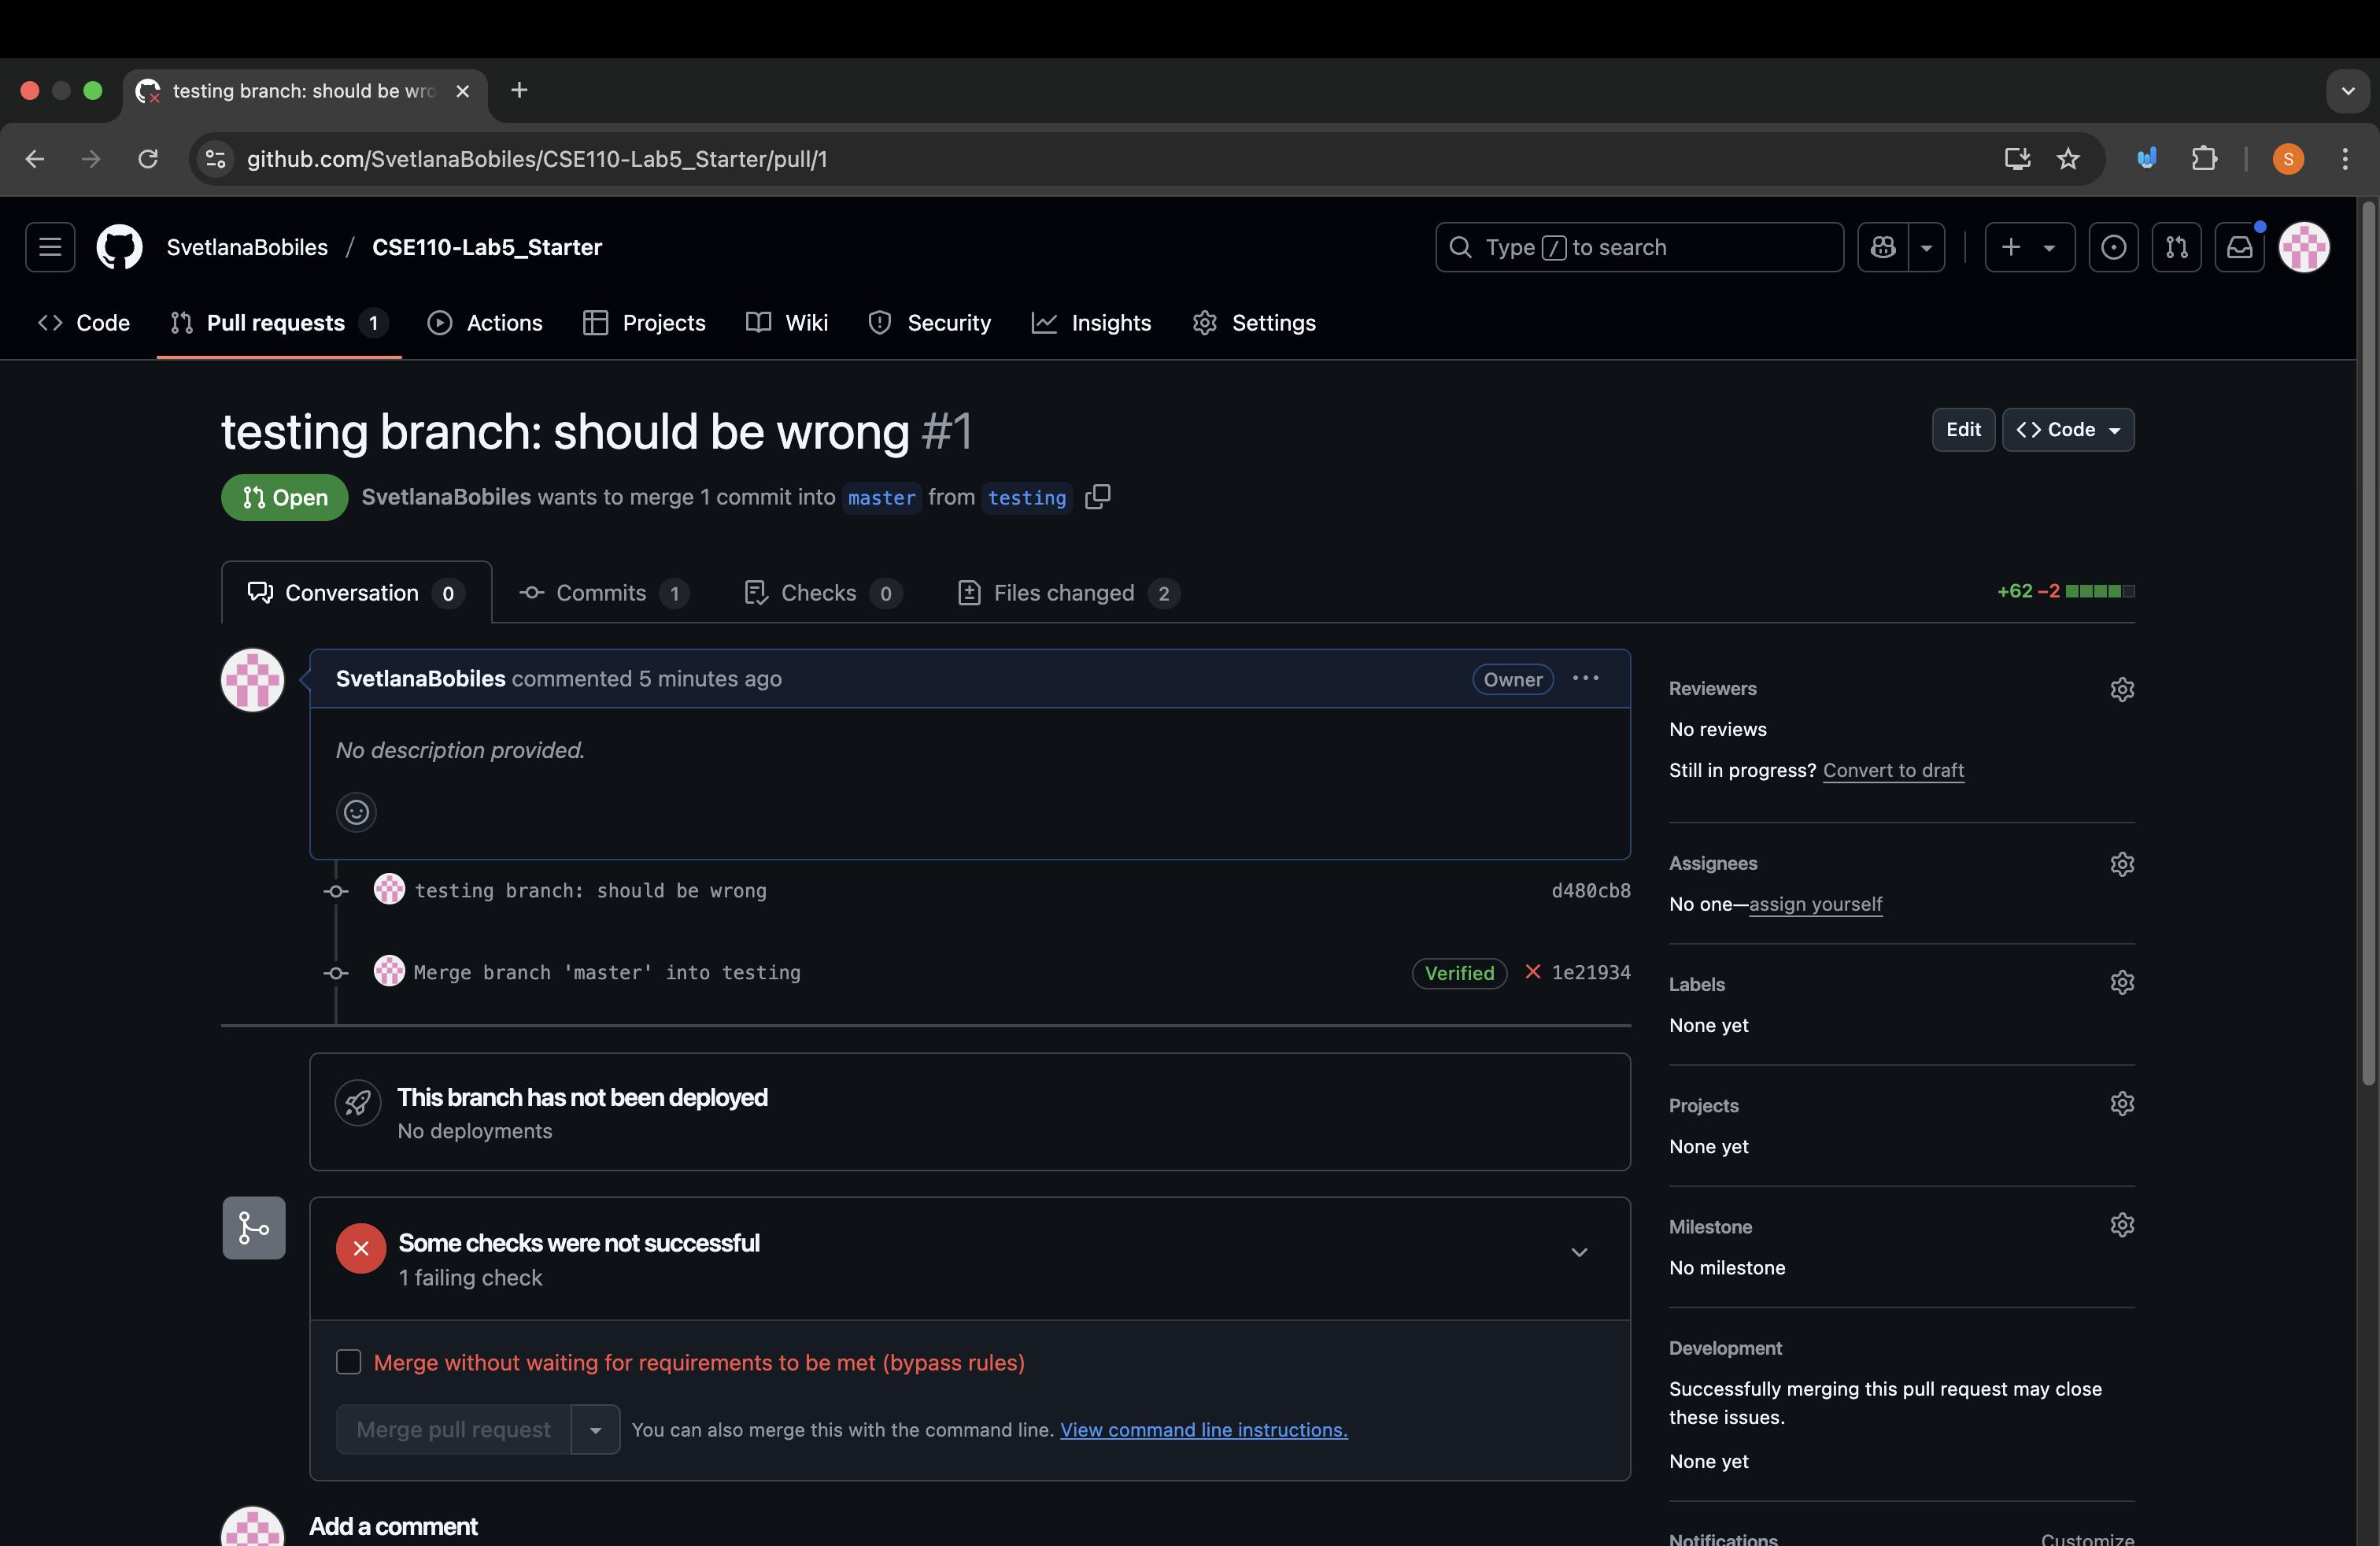 testing branch: should be wro
github.com/SvetlanaBobiles/CSE110-Lab5_Starter/pull/1
S
SvetlanaBobiles / CSE110-Lab5_Starter
Type / to search
Code
Pull requests 1
Actions
Projects
Wiki
Security
Insights
Settings
testing branch: should be wrong #1
Edit
<> Code
Open
SvetlanaBobiles wants to merge 1 commit into master from testing
Conversation 0
Commits 1
Checks 0
Files changed 2
+62 −2
SvetlanaBobiles commented 5 minutes ago
Owner
No description provided.
testing branch: should be wrong
d480cb8
Merge branch 'master' into testing
Verified
1e21934
This branch has not been deployed
No deployments
Some checks were not successful
1 failing check
Merge without waiting for requirements to be met (bypass rules)
Merge pull request
You can also merge this with the command line. View command line instructions.
Add a comment
Reviewers
No reviews
Still in progress? Convert to draft
Assignees
No one—assign yourself
Labels
None yet
Projects
None yet
Milestone
No milestone
Development
Successfully merging this pull request may close
these issues.
None yet
Notifications
Customize